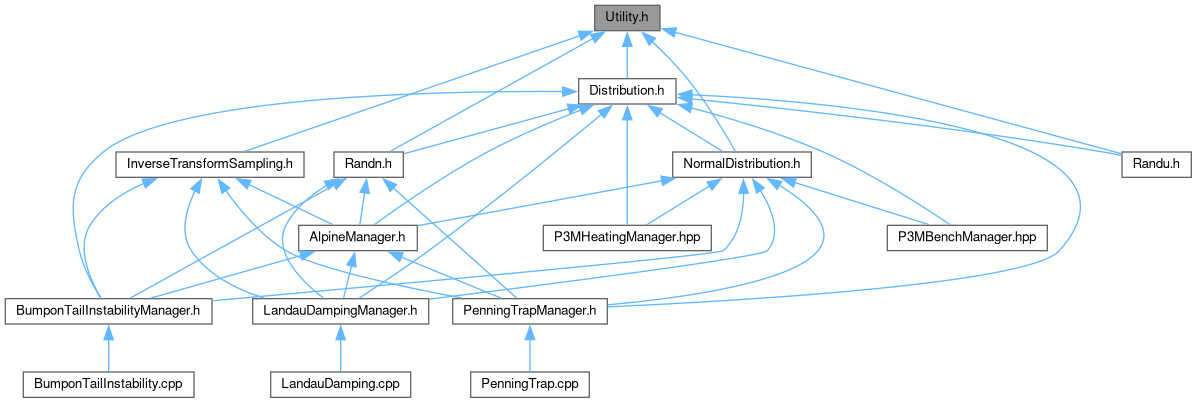 Utility.h
Distribution.h
InverseTransformSampling.h
Randn.h
NormalDistribution.h
Randu.h
AlpineManager.h
P3MHeatingManager.hpp
P3MBenchManager.hpp
BumponTailInstabilityManager.h
LandauDampingManager.h
PenningTrapManager.h
BumponTailInstability.cpp
LandauDamping.cpp
PenningTrap.cpp